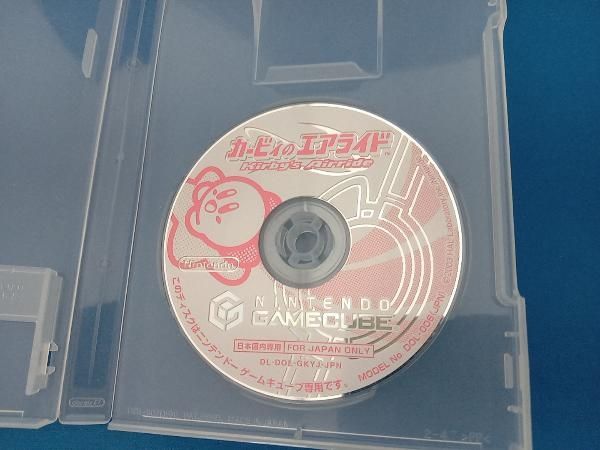 カービィのエアライド
Kirby's Airride
Nintendo
NINTENDO
GAMECUBE
日本国内専用 FOR JAPAN ONLY
DL-DOL-GKYJ-JPN
このディスクはニンテンドー ゲームキューブ専用です。
MODEL No. DOL-006(JPN)